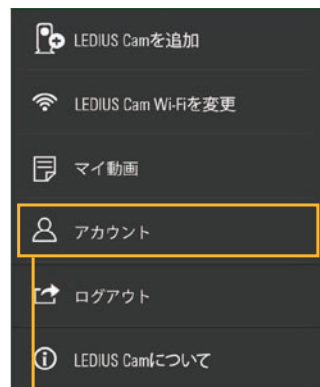 LEDIUS Camを追加
LEDIUS Cam Wi-Fiを変更
マイ動画
アカウント
ログアウト
LEDIUS Camについて